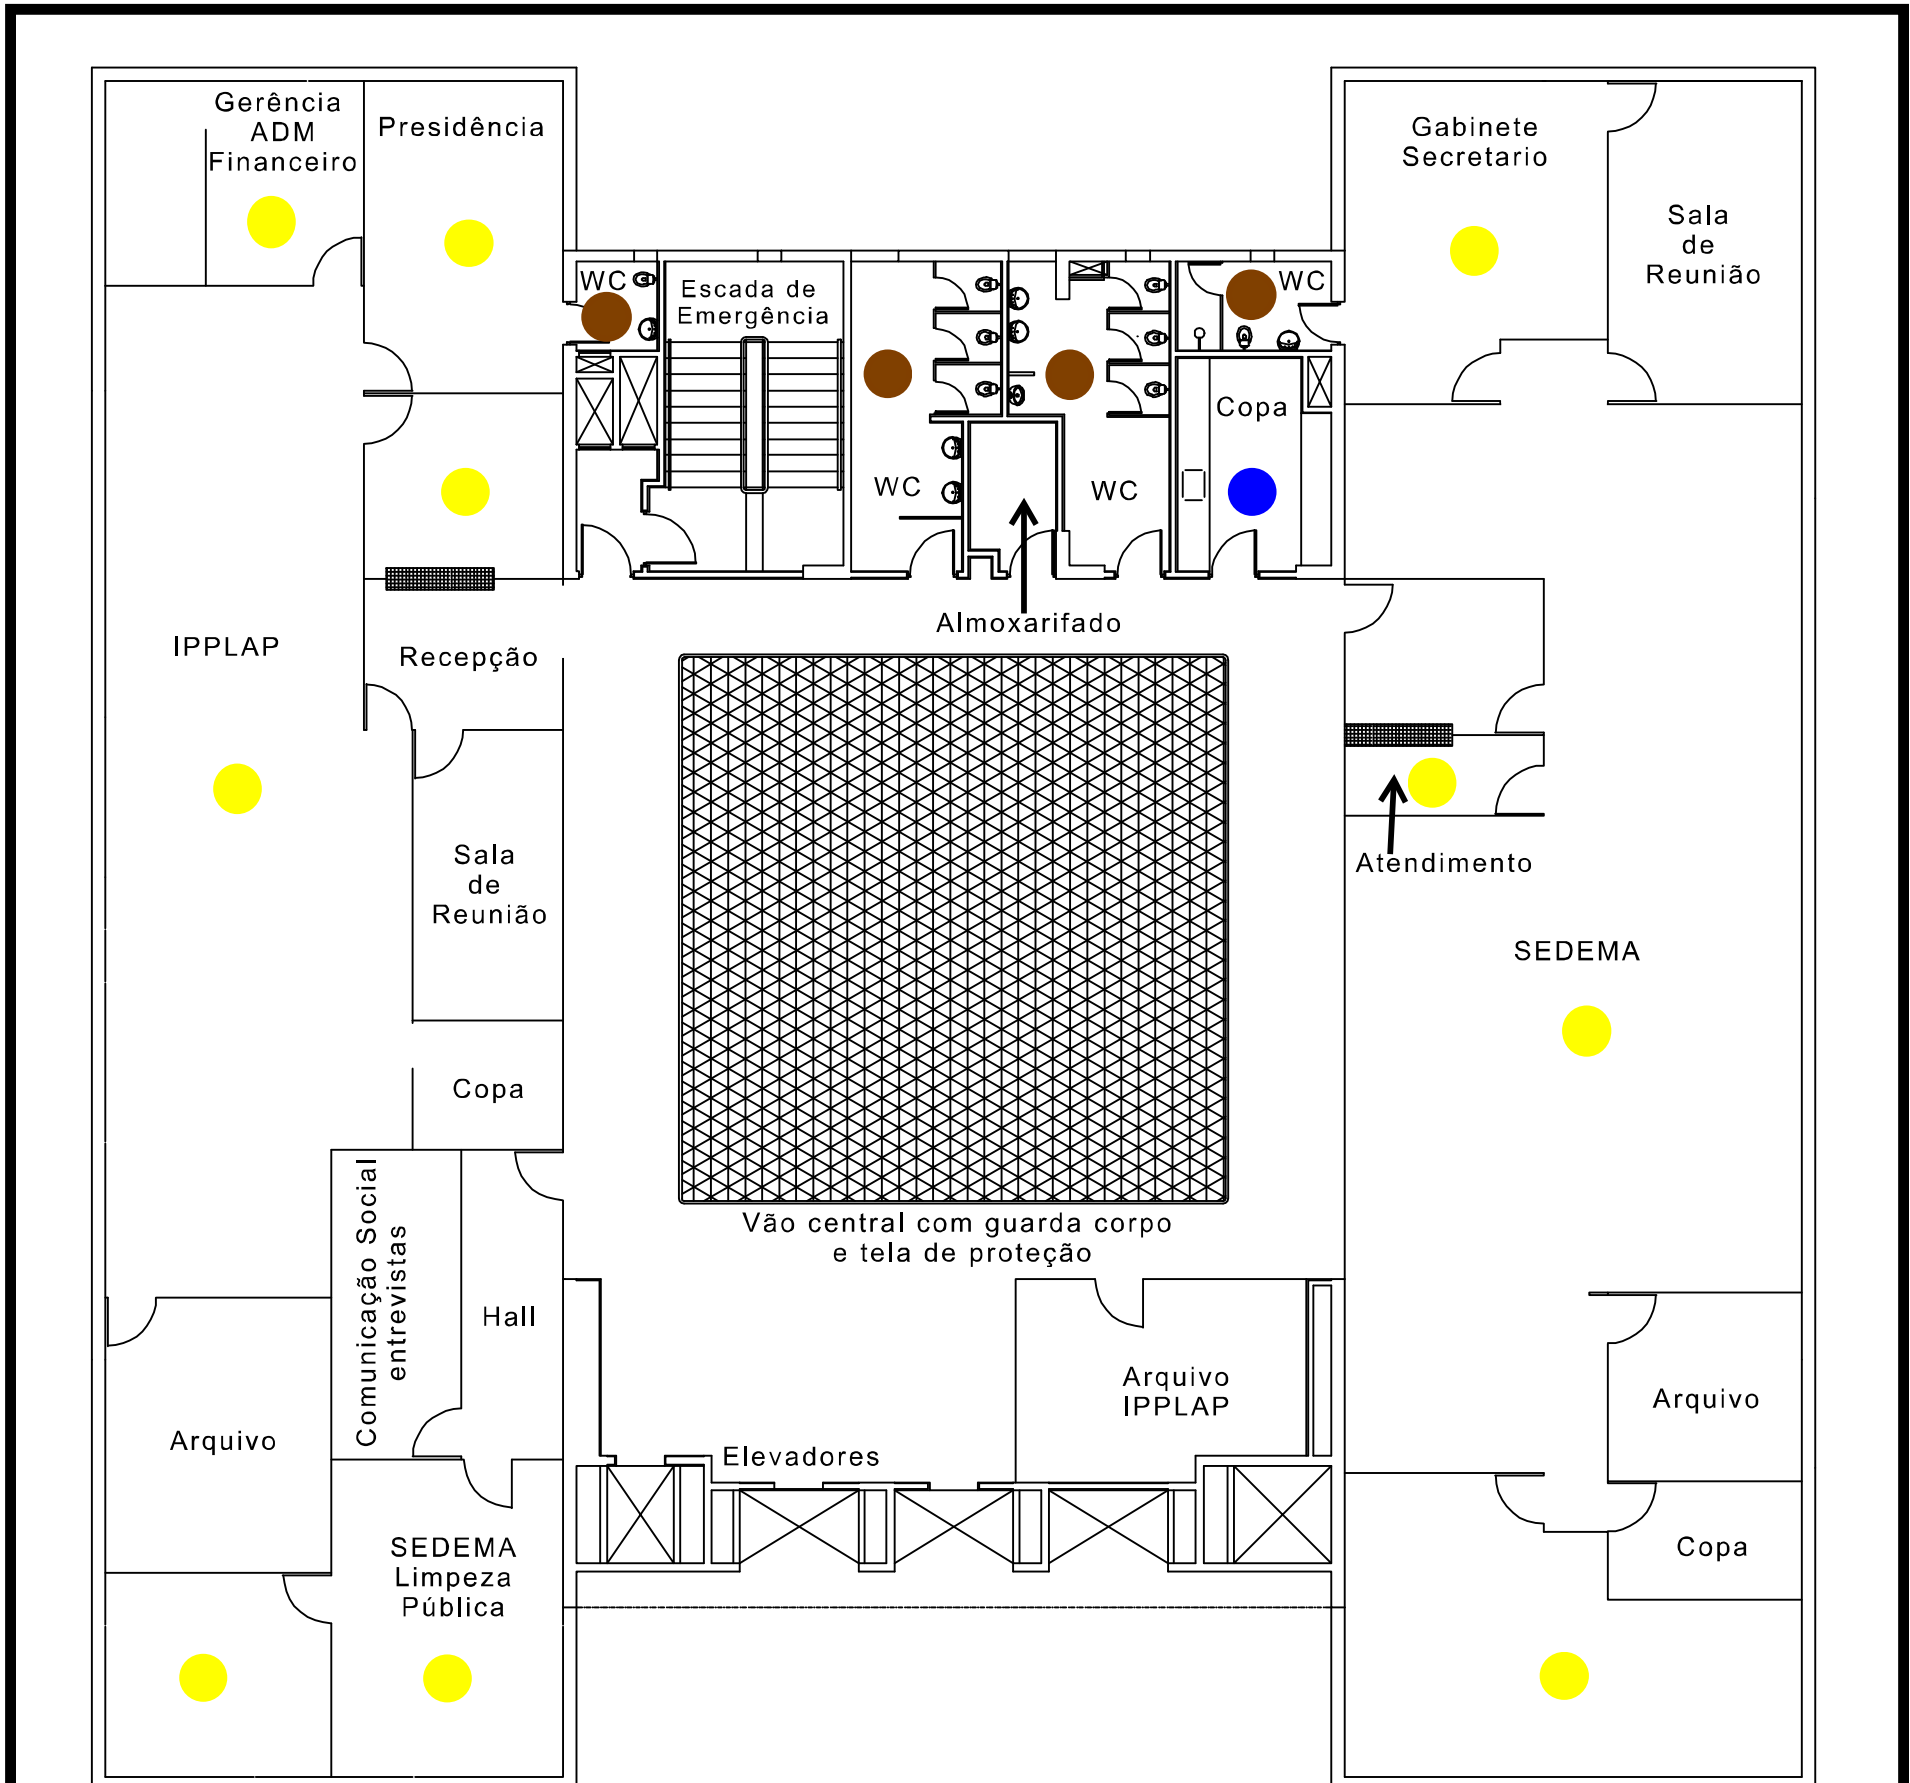 Gerência
ADM
Financeiro
Presidência
Gabinete
Secretario
Sala
de
Reunião
WC
Escada de
Emergência
WC
Copa
WC
WC
Almoxarifado
IPPLAP
Recepção
Sala
de
Reunião
Atendimento
SEDEMA
Copa
Comunicação Social
entrevistas
Vão central com guarda corpo
e tela de proteção
Hall
Arquivo
IPPLAP
Arquivo
Arquivo
Elevadores
SEDEMA
Limpeza
Pública
Copa